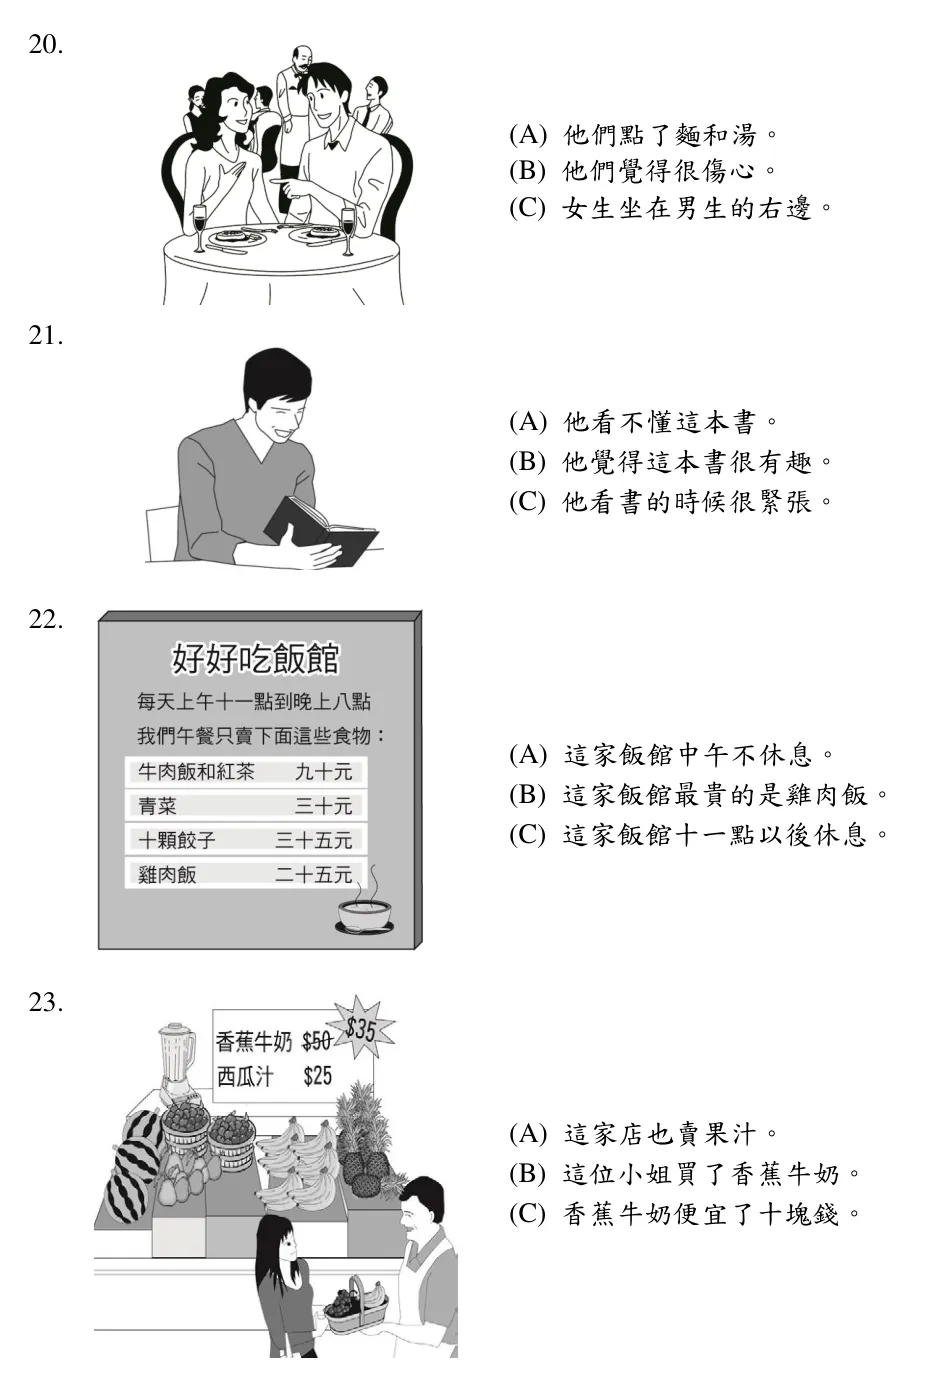 20.
(A) 他們點了麵和湯。
(B) 他們覺得很傷心。
(C) 女生坐在男生的右邊。
21.
(A) 他看不懂這本書。
(B) 他覺得這本書很有趣。
(C) 他看書的時候很緊張。
22.
好好吃飯館
每天上午十一點到晚上八點
我們午餐只賣下面這些食物：
牛肉飯和紅茶 九十元
青菜 三十元
十顆餃子 三十五元
雞肉飯 二十五元
(A) 這家飯館中午不休息。
(B) 這家飯館最貴的是雞肉飯。
(C) 這家飯館十一點以後休息。
23.
香蕉牛奶 $50 $35
西瓜汁 $25
(A) 這家店也賣果汁。
(B) 這位小姐買了香蕉牛奶。
(C) 香蕉牛奶便宜了十塊錢。